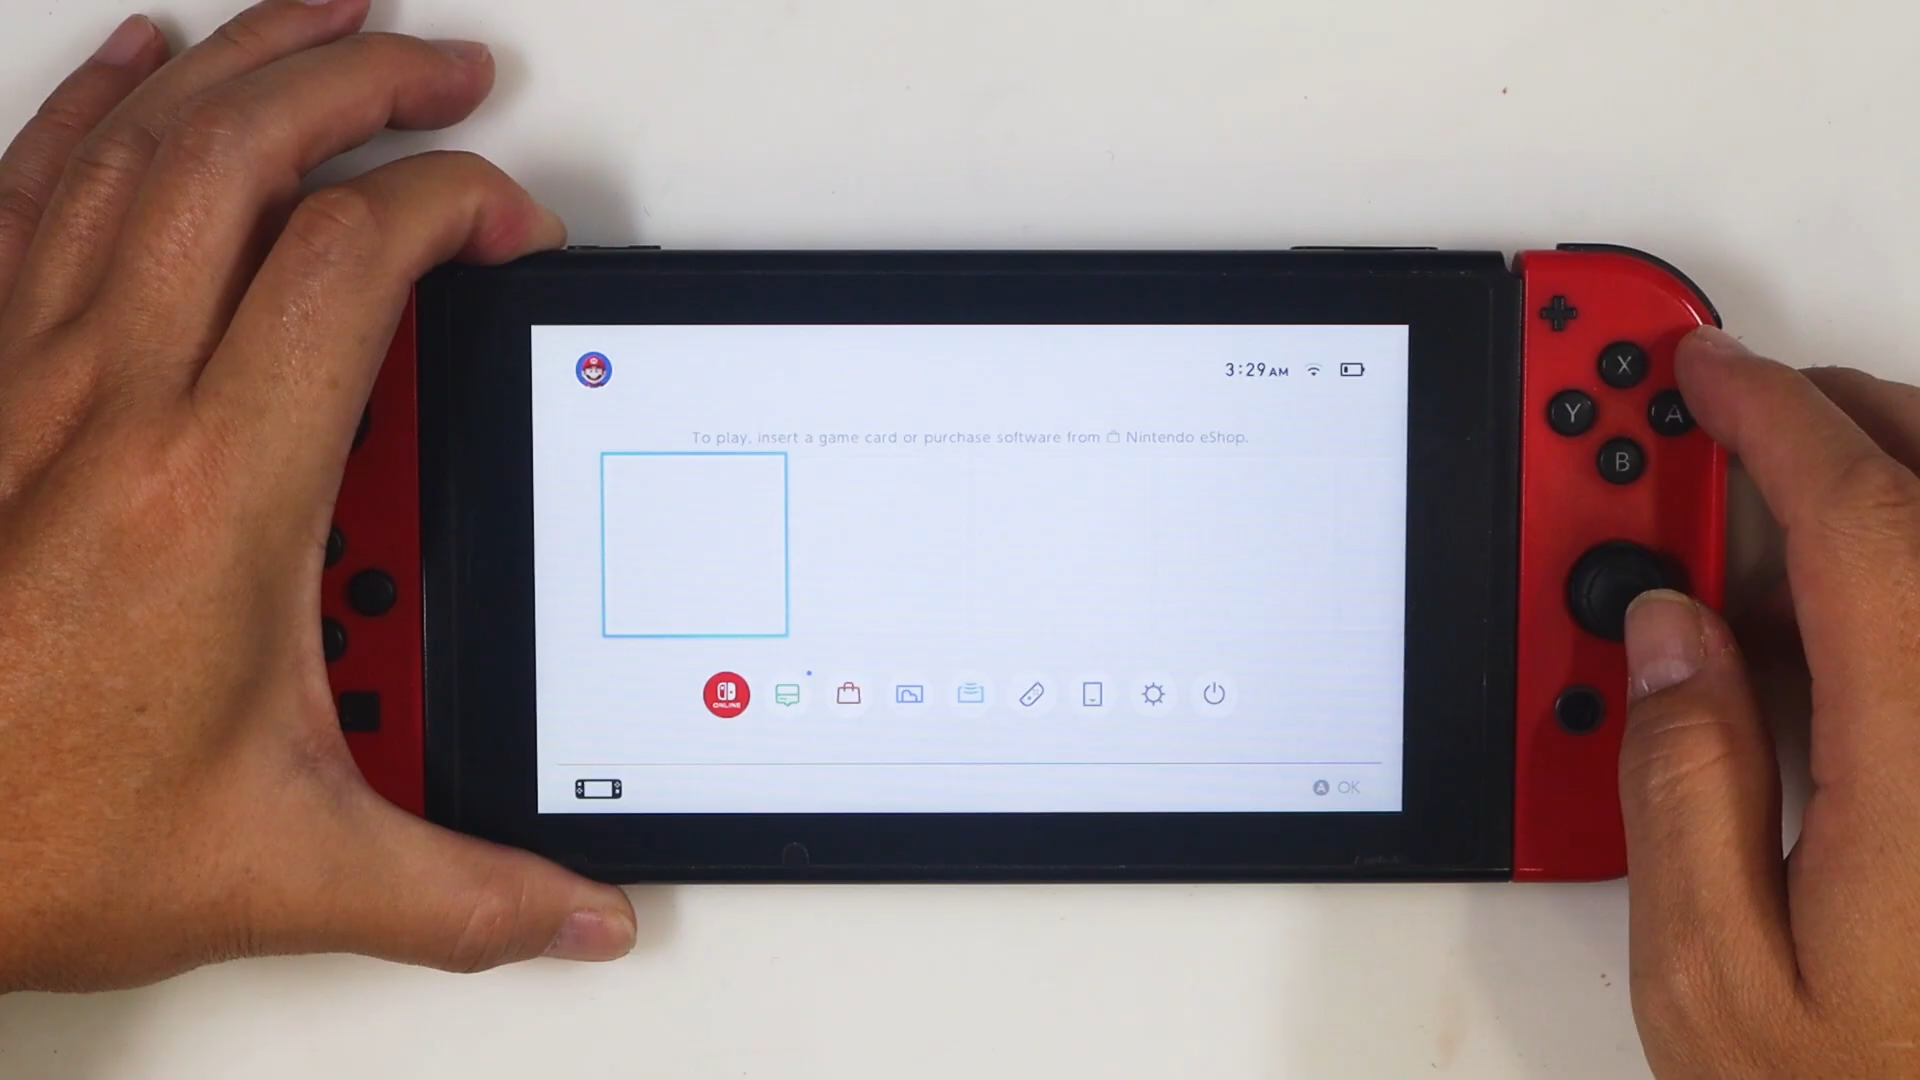 3:29 AM
To play, insert a game card or purchase software from Nintendo eShop.
ONLINE
A OK
X
Y
A
B